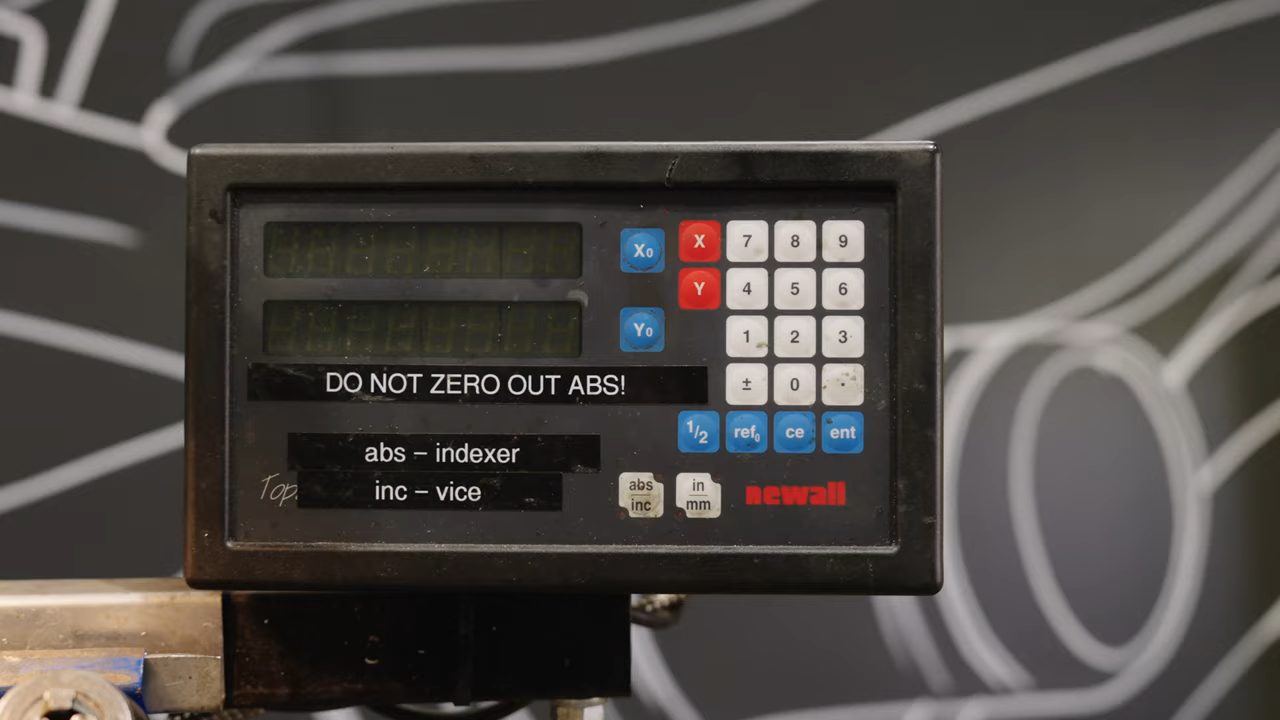 X0
X
7
8
9
Y
4
5
6
Y0
1
2
3
DO NOT ZERO OUT ABS!
±
0
.
1/2
ref0
ce
ent
abs – indexer
inc – vice
abs
inc
in
mm
newall